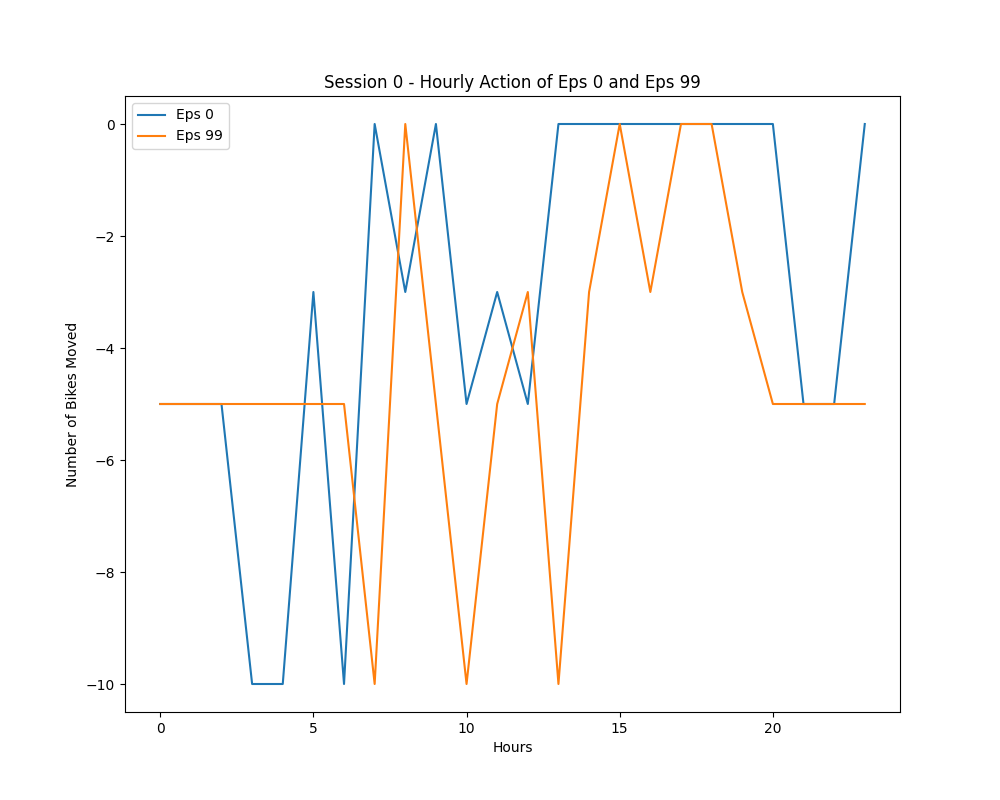 Session 0 - Hourly Action of Eps 0 and Eps 99
Eps 0
Eps 99
Number of Bikes Moved
0
−2
−4
−6
−8
−10
0 5 10 15 20
Hours